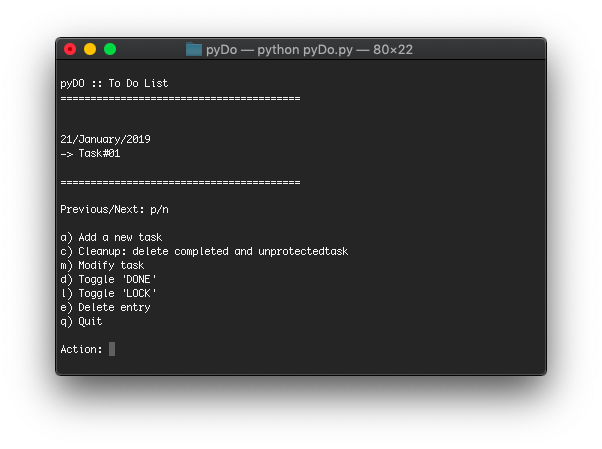 pyDo — python pyDo.py — 80×22
pyDO :: To Do List
========================================
21/January/2019
-> Task#01
========================================
Previous/Next: p/n
a) Add a new task
c) Cleanup: delete completed and unprotectedtask
m) Modify task
d) Toggle 'DONE'
l) Toggle 'LOCK'
e) Delete entry
q) Quit
Action: